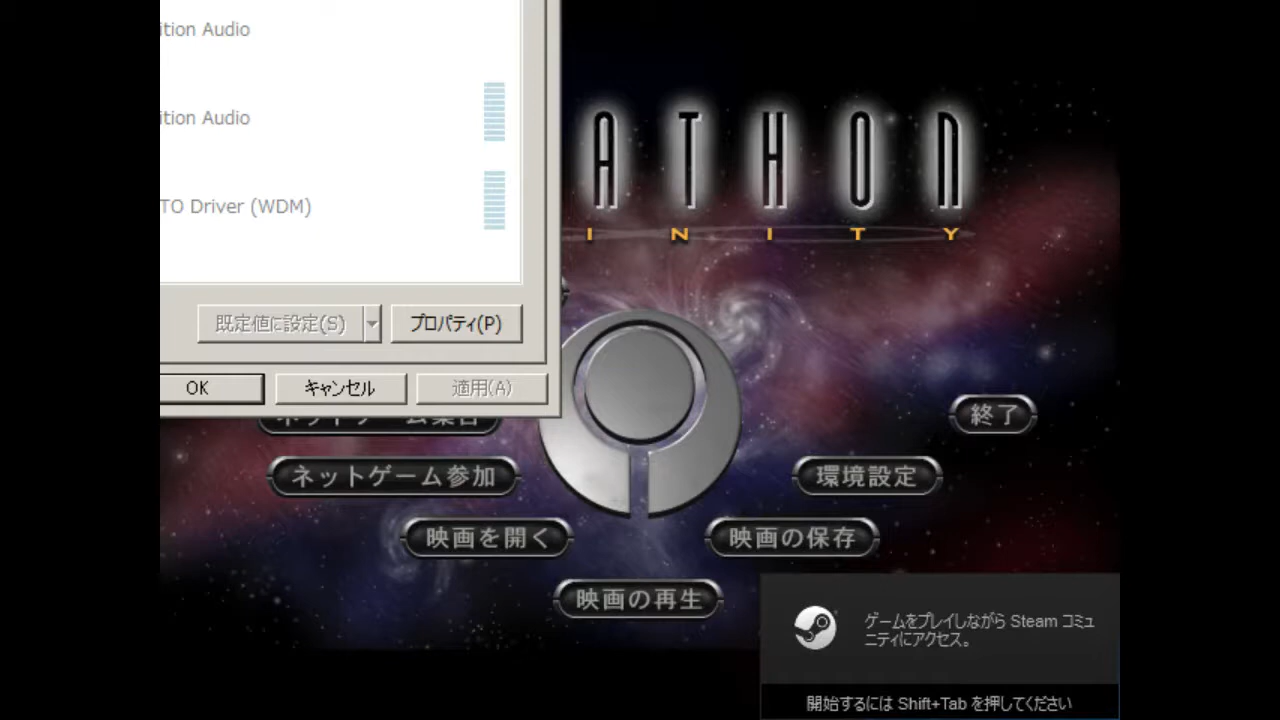 ition Audio
ition Audio
TO Driver (WDM)
既定値に設定(S)
プロパティ(P)
OK
キャンセル
適用(A)
ATHON
INITY
終了
ネットゲーム参加
環境設定
映画を開く
映画の保存
映画の再生
ゲームをプレイしながら Steam コミュ
ニティにアクセス。
開始するには Shift+Tab を押してください